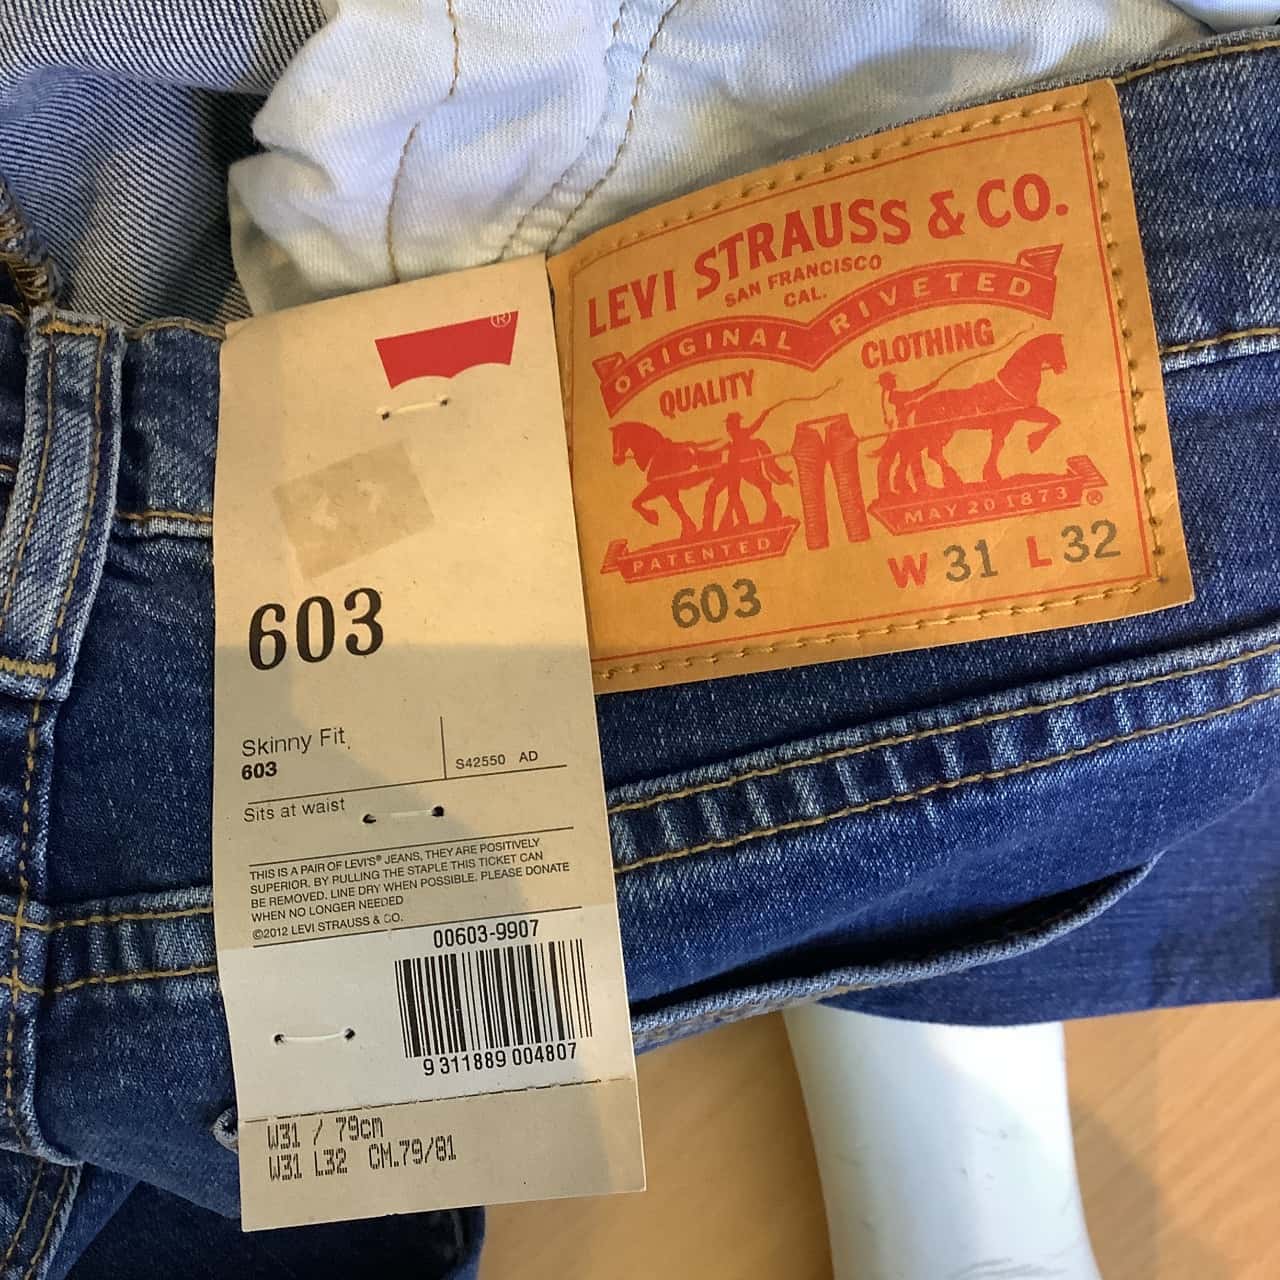 ®
603
Skinny Fit
603
S42550 AD
Sits at waist
THIS IS A PAIR OF LEVI'S® JEANS, THEY ARE POSITIVELY
SUPERIOR. BY PULLING THE STAPLE THIS TICKET CAN
BE REMOVED. LINE DRY WHEN POSSIBLE. PLEASE DONATE
WHEN NO LONGER NEEDED
©2012 LEVI STRAUSS & CO.
00603-9907
9 311889 004807
W31 / 79cm
W31 L32 CM.79/81
LEVI STRAUSS & CO.
SAN FRANCISCO
CAL.
ORIGINAL RIVETED
QUALITY CLOTHING
PATENTED MAY 20 1873 ®
603 W 31 L 32